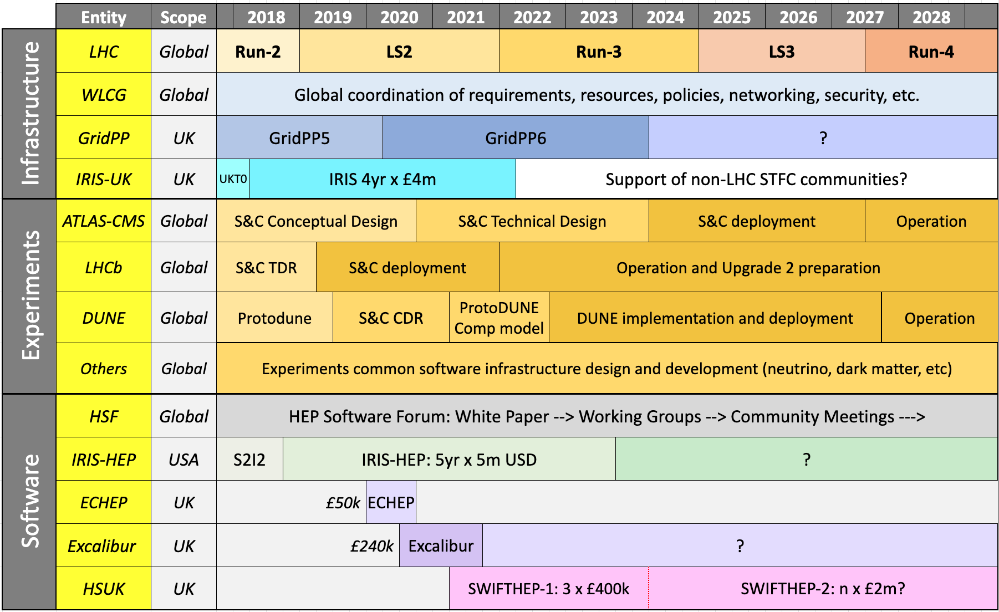 Entity Scope 2018 2019 2020 2021 2022 2023 2024 2025 2026 2027 2028
Infrastructure
LHC Global Run-2 LS2 Run-3 LS3 Run-4
WLCG Global Global coordination of requirements, resources, policies, networking, security, etc.
GridPP UK GridPP5 GridPP6 ?
IRIS-UK UK UKT0 IRIS 4yr x £4m Support of non-LHC STFC communities?
Experiments
ATLAS-CMS Global S&C Conceptual Design S&C Technical Design S&C deployment Operation
LHCb Global S&C TDR S&C deployment Operation and Upgrade 2 preparation
DUNE Global Protodune S&C CDR ProtoDUNE
Comp model DUNE implementation and deployment Operation
Others Global Experiments common software infrastructure design and development (neutrino, dark matter, etc)
Software
HSF Global HEP Software Forum: White Paper --> Working Groups --> Community Meetings --->
IRIS-HEP USA S2I2 IRIS-HEP: 5yr x 5m USD ?
ECHEP UK £50k ECHEP
Excalibur UK £240k Excalibur ?
HSUK UK SWIFTHEP-1: 3 x £400k SWIFTHEP-2: n x £2m?